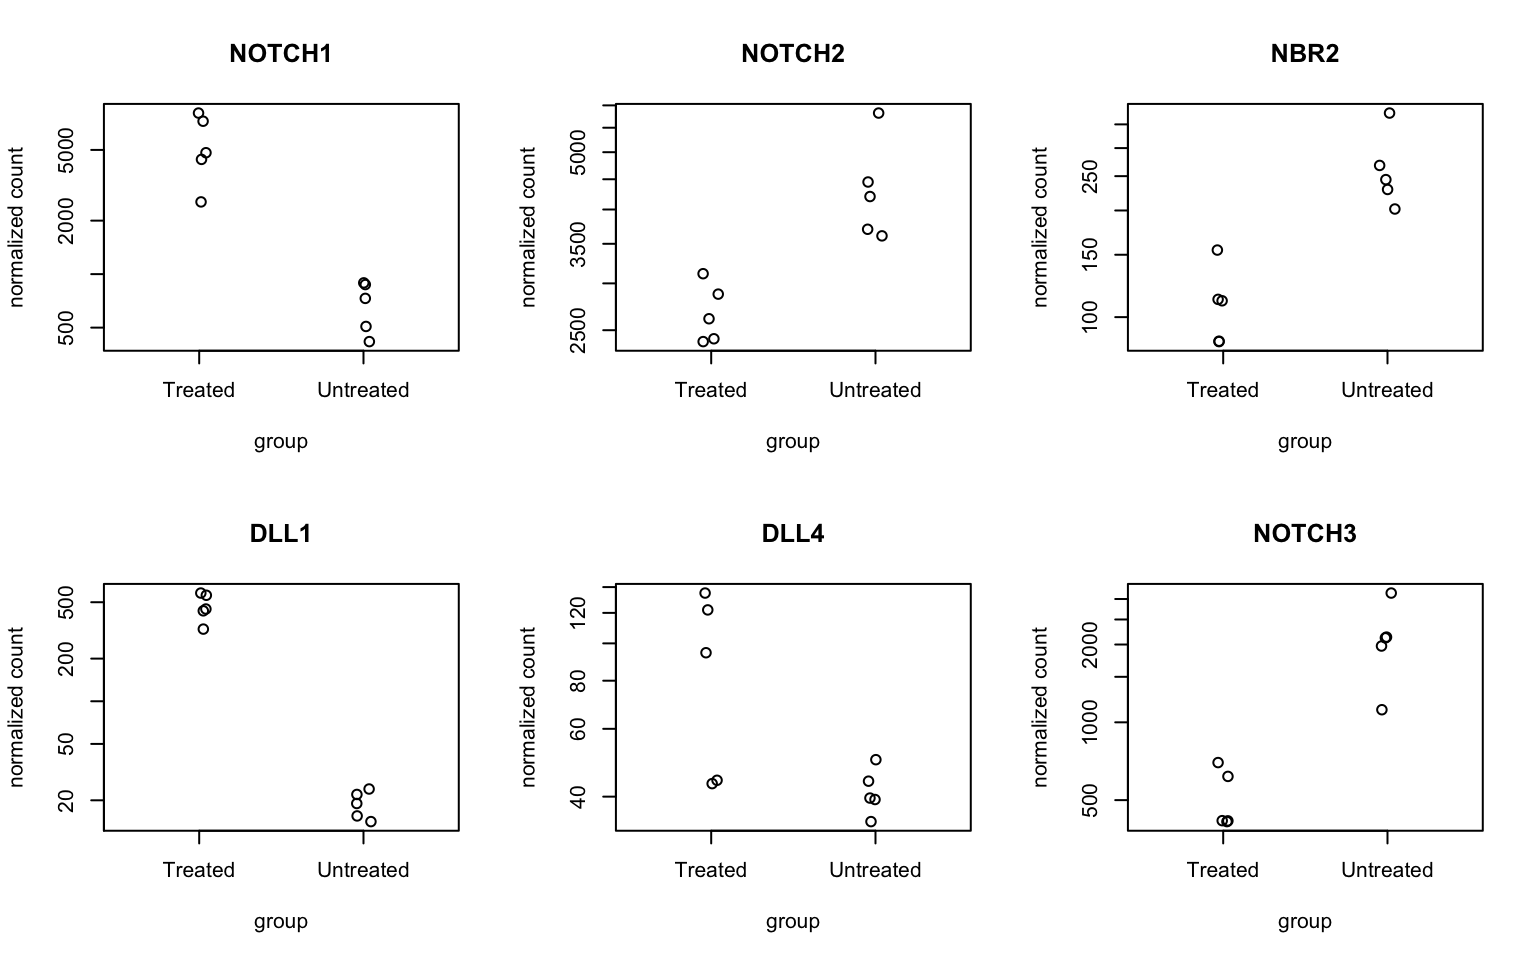 NOTCH1
normalized count
5000
2000
500
Treated Untreated
group
NOTCH2
normalized count
5000
3500
2500
Treated Untreated
group
NBR2
normalized count
250
150
100
Treated Untreated
group
DLL1
normalized count
500
200
50
20
Treated Untreated
group
DLL4
normalized count
120
80
60
40
Treated Untreated
group
NOTCH3
normalized count
2000
1000
500
Treated Untreated
group